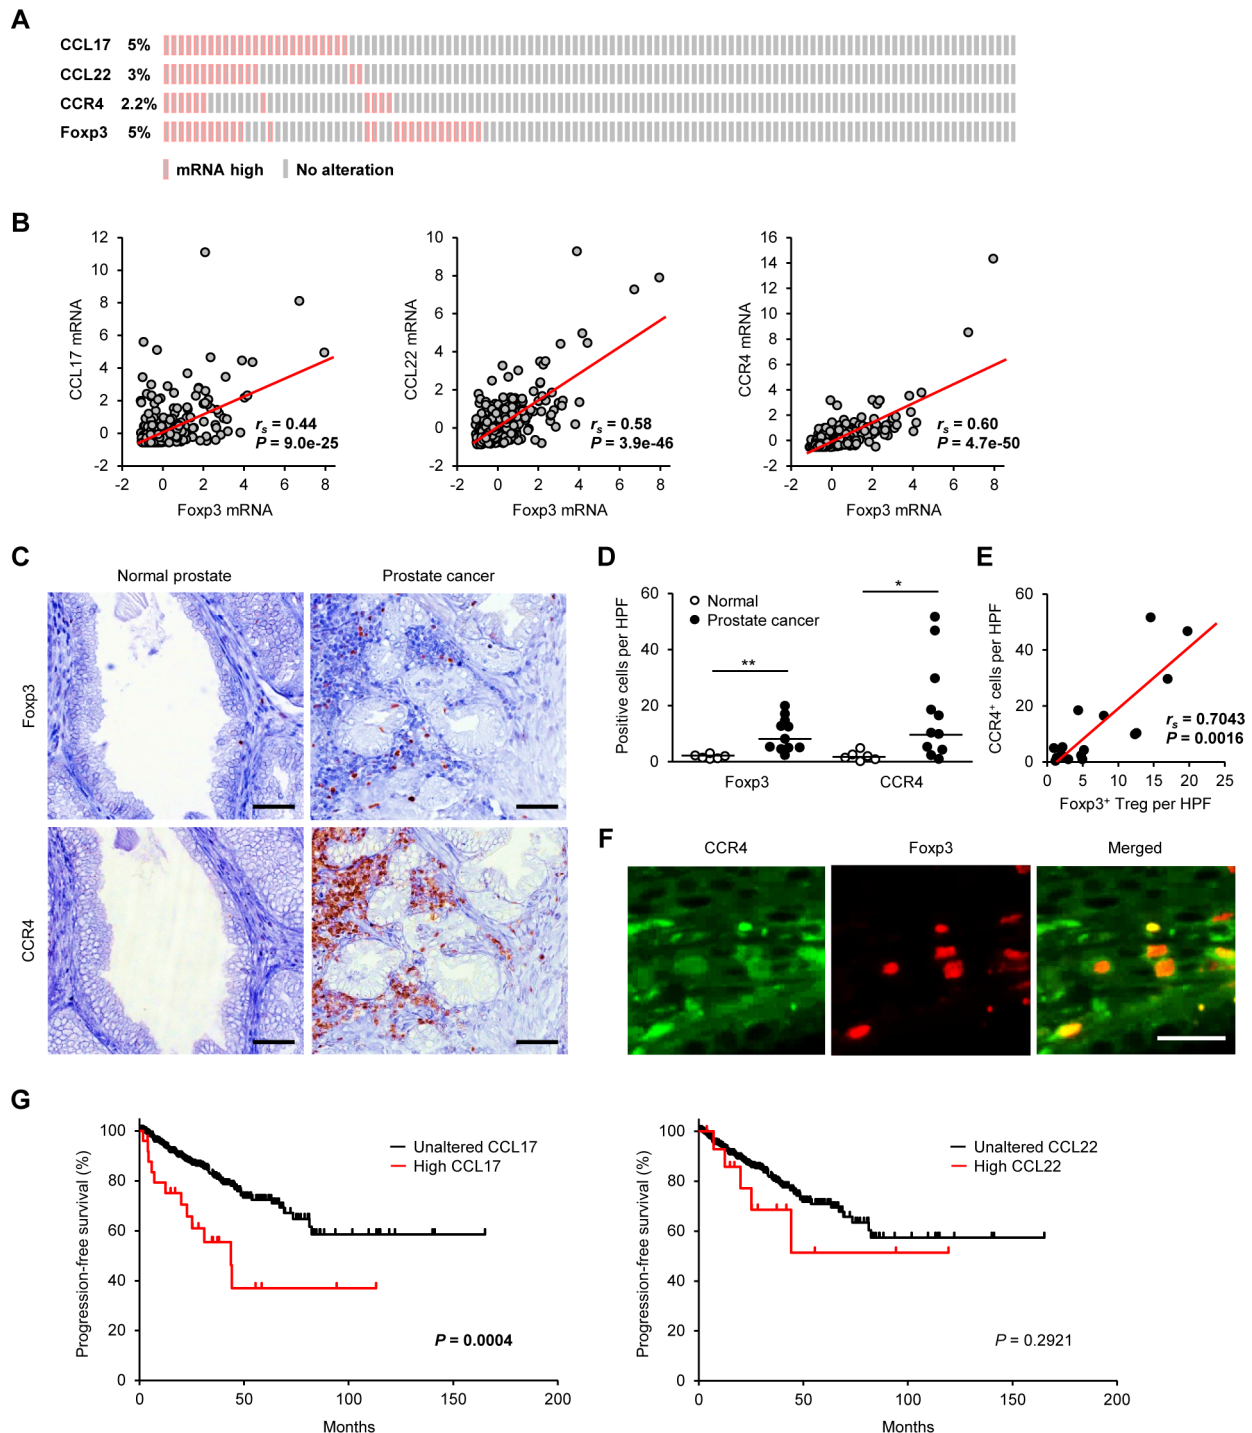 A
CCL17 5%
CCL22 3%
CCR4 2.2%
Foxp3 5%
mRNA high No alteration
B
12
10
8
6
4
2
0
-2
CCL17 mRNA
-2 0 2 4 6 8
Foxp3 mRNA
rs = 0.44
P = 9.0e-25
10
8
6
4
2
0
-2
CCL22 mRNA
-2 0 2 4 6 8
Foxp3 mRNA
rs = 0.58
P = 3.9e-46
16
14
12
10
8
6
4
2
0
-2
CCR4 mRNA
-2 0 2 4 6 8
Foxp3 mRNA
rs = 0.60
P = 4.7e-50
C
Normal prostate Prostate cancer
Foxp3
CCR4
D
60
40
20
0
Positive cells per HPF
Normal
Prostate cancer
**
*
Foxp3 CCR4
E
60
40
20
0
CCR4+ cells per HPF
0 5 10 15 20 25
Foxp3+ Treg per HPF
rs = 0.7043
P = 0.0016
F
CCR4 Foxp3 Merged
G
100
80
60
40
20
0
Progression-free survival (%)
0 50 100 150 200
Months
Unaltered CCL17
High CCL17
P = 0.0004
100
80
60
40
20
0
Progression-free survival (%)
0 50 100 150 200
Months
Unaltered CCL22
High CCL22
P = 0.2921